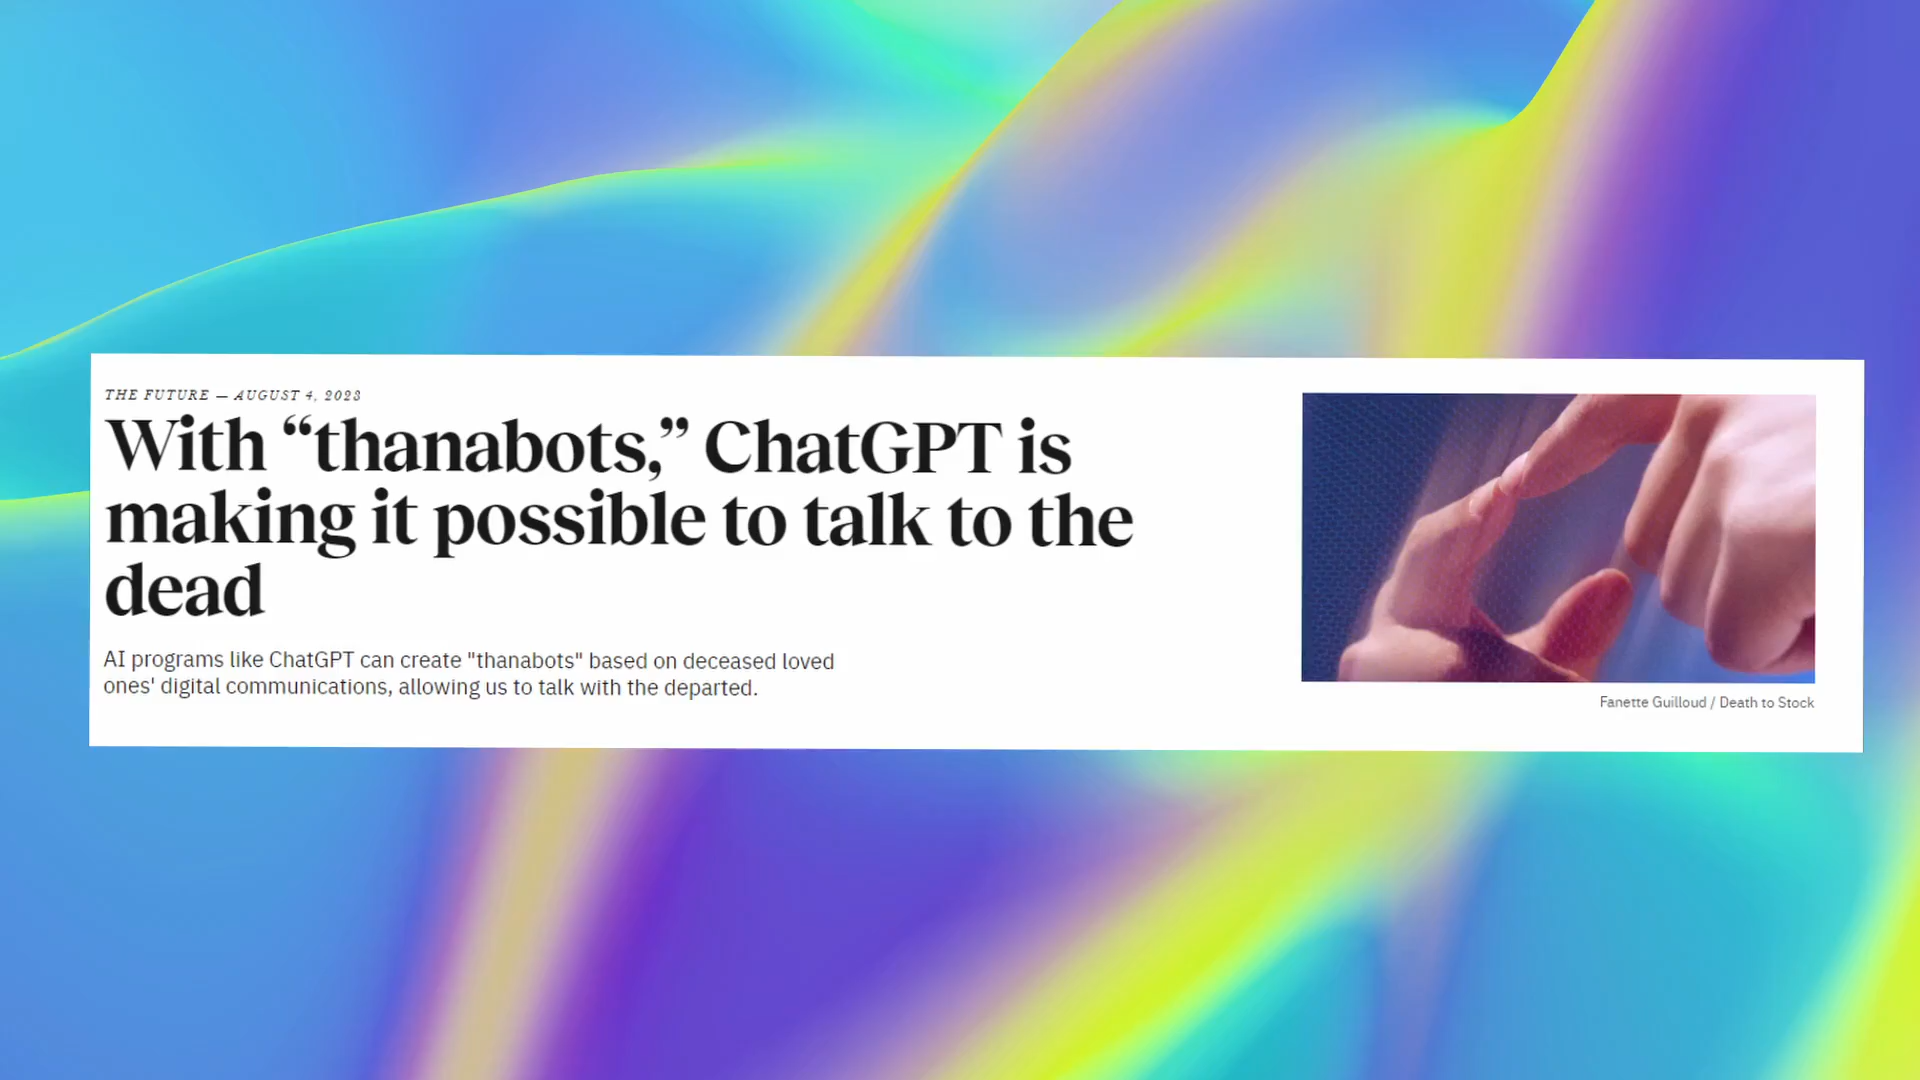 THE FUTURE — AUGUST 4, 2023
With “thanabots,” ChatGPT is
making it possible to talk to the
dead
AI programs like ChatGPT can create "thanabots" based on deceased loved
ones' digital communications, allowing us to talk with the departed.
Fanette Guilloud / Death to Stock